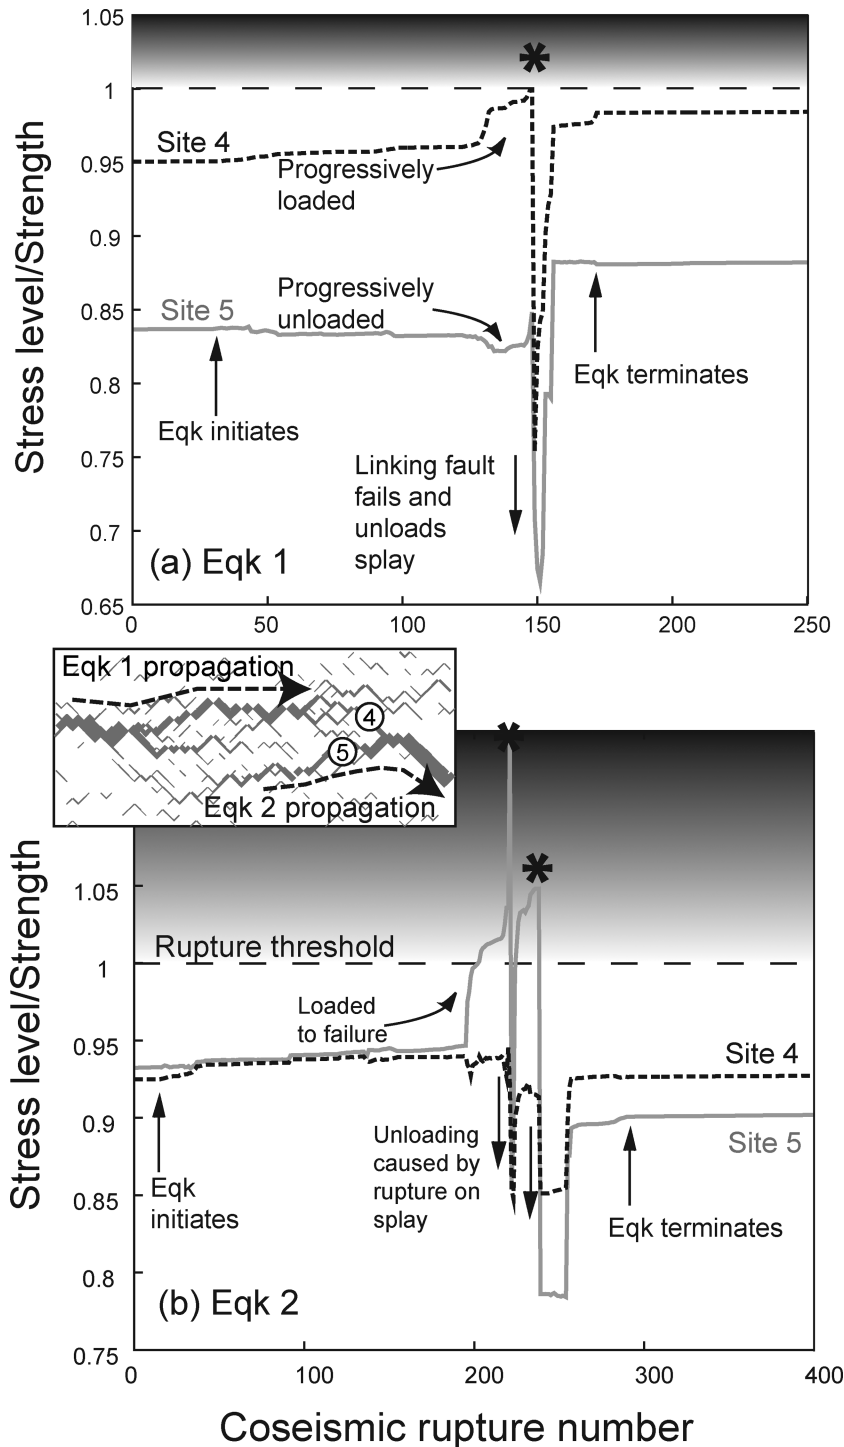 1.05
1
0.95
0.9
0.85
0.8
0.75
0.7
0.65
Stress level/Strength
*
Site 4
Progressively
loaded
Progressively
unloaded
Site 5
Eqk initiates
Eqk terminates
Linking fault
fails and
unloads
splay
(a) Eqk 1
0 50 100 150 200 250
Eqk 1 propagation
4
5
Eqk 2 propagation
*
*
1.05
1
0.95
0.9
0.85
0.8
0.75
Stress level/Strength
Rupture threshold
Loaded
to failure
Site 4
Unloading
caused by
rupture on
splay
Site 5
Eqk
initiates
Eqk terminates
(b) Eqk 2
0 100 200 300 400
Coseismic rupture number